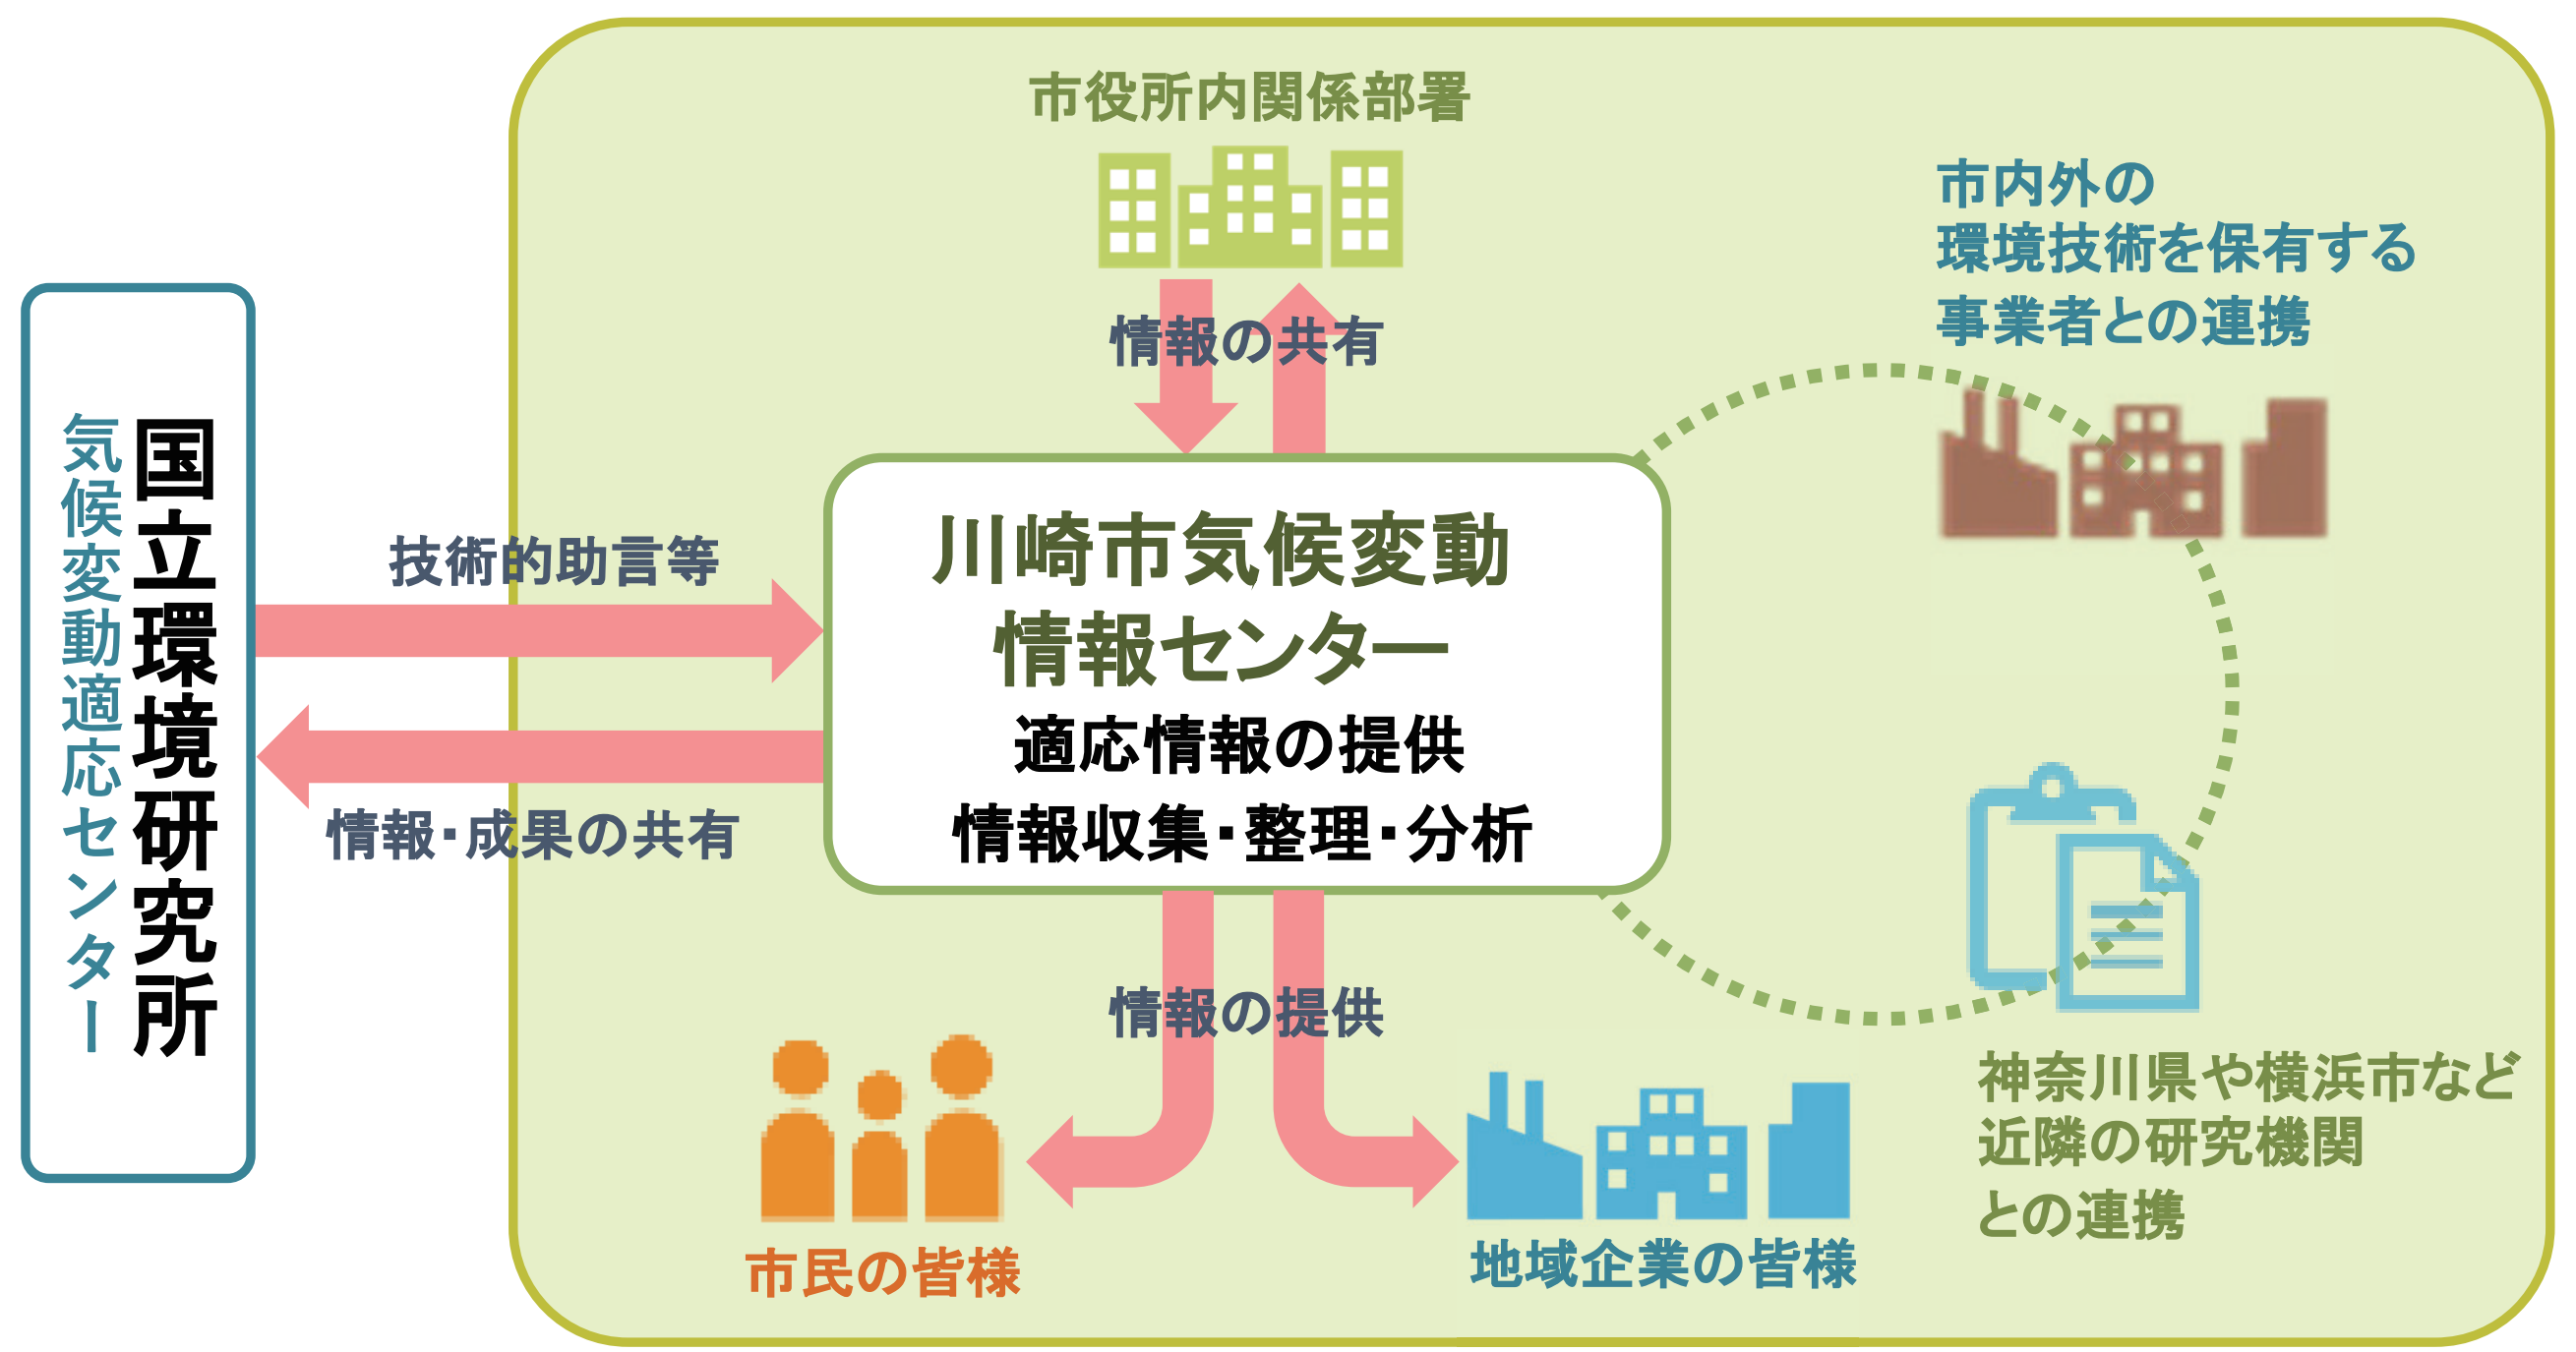 市役所内関係部署
情報の共有
市内外の
環境技術を保有する
事業者との連携
国立環境研究所
気候変動適応センター
技術的助言等
情報・成果の共有
川崎市気候変動
情報センター
適応情報の提供
情報収集・整理・分析
情報の提供
市民の皆様
地域企業の皆様
神奈川県や横浜市など
近隣の研究機関
との連携